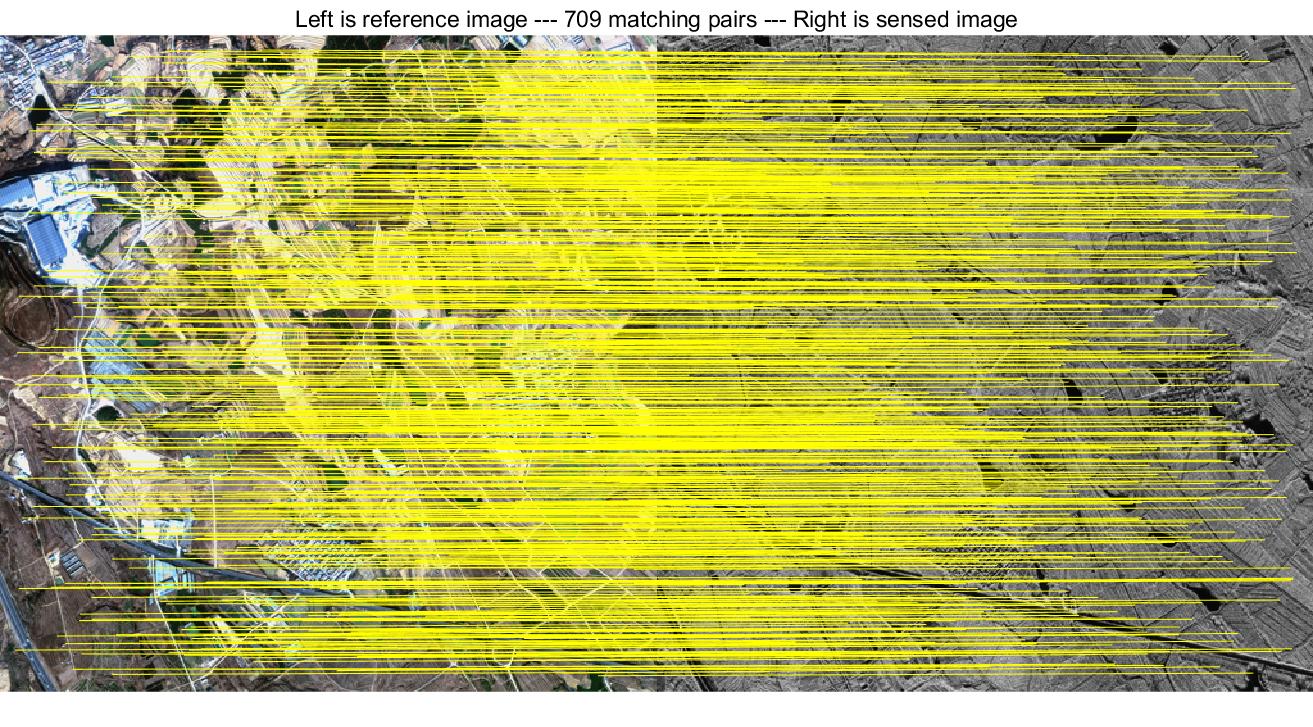 Left is reference image --- 709 matching pairs --- Right is sensed image